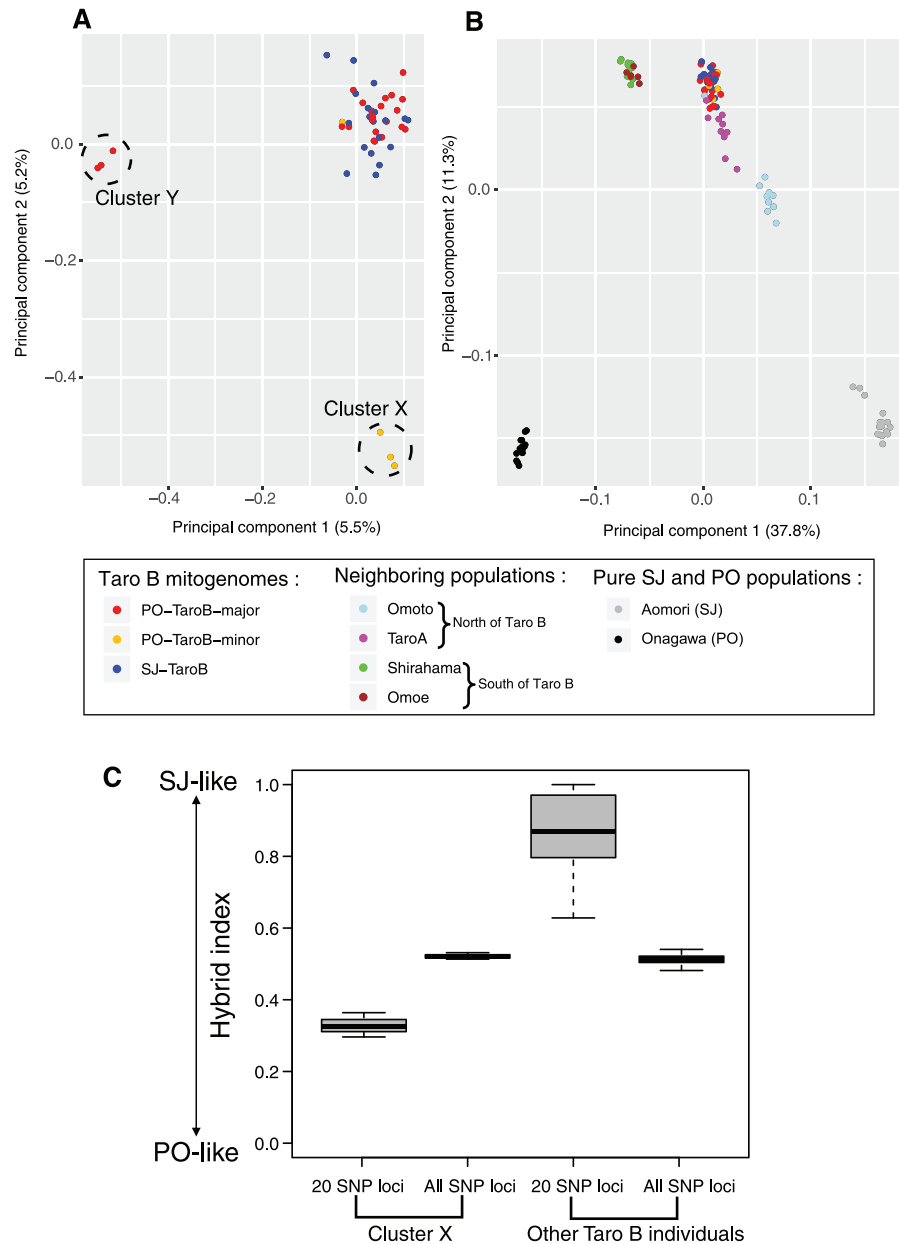 A
0.0
−0.2
−0.4
Principal component 2 (5.2%)
Cluster Y
Cluster X
−0.4
−0.2
0.0
Principal component 1 (5.5%)
B
0.0
−0.1
Principal component 2 (11.3%)
−0.1
0.0
0.1
Principal component 1 (37.8%)
Taro B mitogenomes :
PO−TaroB−major
PO−TaroB−minor
SJ−TaroB
Neighboring populations :
Omoto
TaroA
North of Taro B
Shirahama
Omoe
South of Taro B
Pure SJ and PO populations :
Aomori (SJ)
Onagawa (PO)
C
SJ-like
Hybrid index
PO-like
1.0
0.8
0.6
0.4
0.2
0.0
20 SNP loci
All SNP loci
20 SNP loci
All SNP loci
Cluster X
Other Taro B individuals